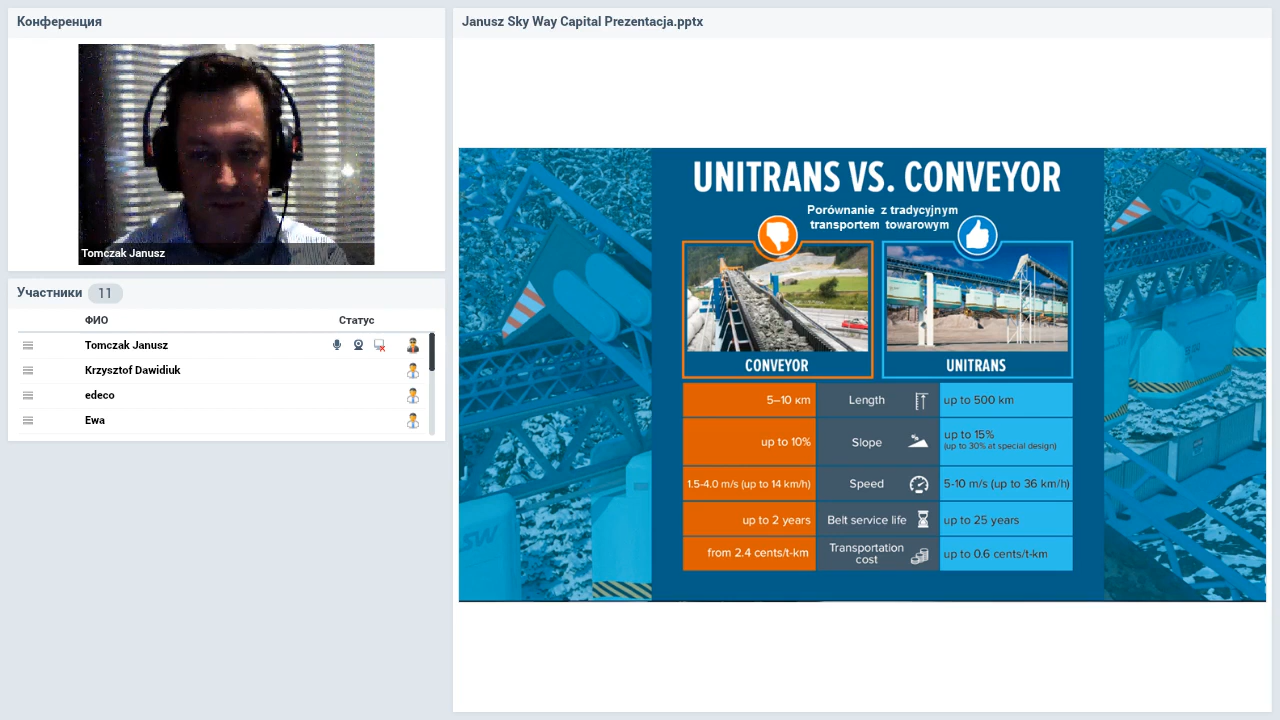 Конференция
Tomczak Janusz
Участники 11
ФИО Статус
Tomczak Janusz
Krzysztof Dawidiuk
edeco
Ewa
Janusz Sky Way Capital Prezentacja.pptx
UNITRANS VS. CONVEYOR
Porównanie z tradycyjnym
transportem towarowym
CONVEYOR UNITRANS
5–10 км Length up to 500 km
up to 10% Slope up to 15%
(up to 30% at special design)
1.5-4.0 m/s (up to 14 km/h) Speed 5-10 m/s (up to 36 km/h)
up to 2 years Belt service life up to 25 years
from 2.4 cents/t-km Transportation cost up to 0.6 cents/t-km
SW